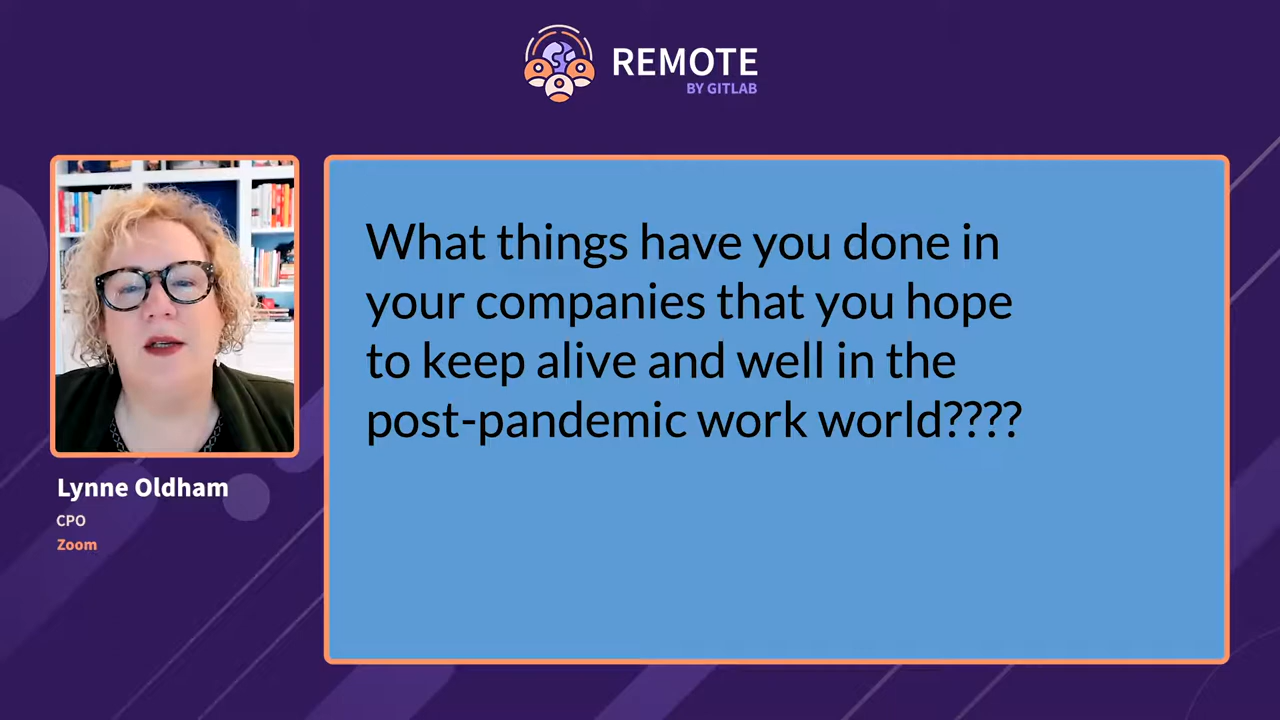 REMOTE
BY GITLAB
What things have you done in
your companies that you hope
to keep alive and well in the
post-pandemic work world????
Lynne Oldham
CPO
Zoom